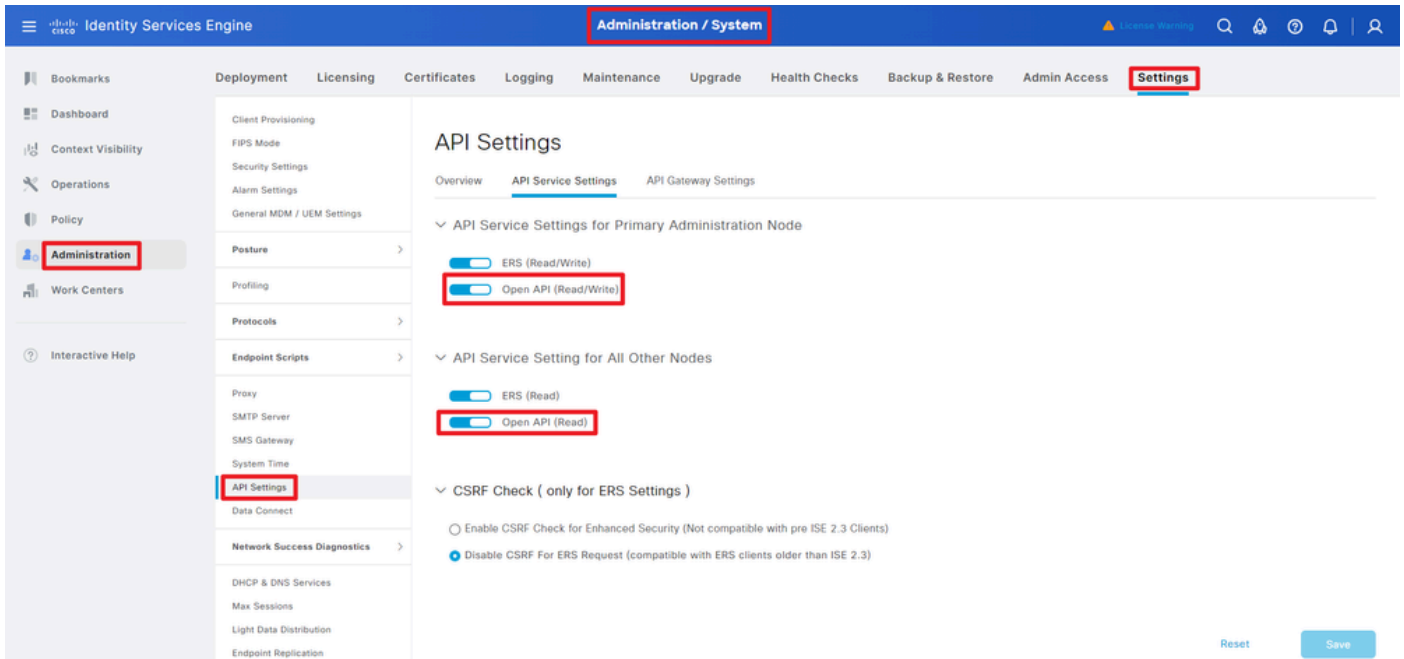 cisco Identity Services Engine
Administration / System
License Warning
Bookmarks
Dashboard
Context Visibility
Operations
Policy
Administration
Work Centers
Interactive Help
Deployment Licensing Certificates Logging Maintenance Upgrade Health Checks Backup & Restore Admin Access Settings
Client Provisioning
FIPS Mode
Security Settings
Alarm Settings
General MDM / UEM Settings
Posture
Profiling
Protocols
Endpoint Scripts
Proxy
SMTP Server
SMS Gateway
System Time
API Settings
Data Connect
Network Success Diagnostics
DHCP & DNS Services
Max Sessions
Light Data Distribution
Endpoint Replication
API Settings
Overview API Service Settings API Gateway Settings
API Service Settings for Primary Administration Node
ERS (Read/Write)
Open API (Read/Write)
API Service Setting for All Other Nodes
ERS (Read)
Open API (Read)
CSRF Check ( only for ERS Settings )
Enable CSRF Check for Enhanced Security (Not compatible with pre ISE 2.3 Clients)
Disable CSRF For ERS Request (compatible with ERS clients older than ISE 2.3)
Reset Save